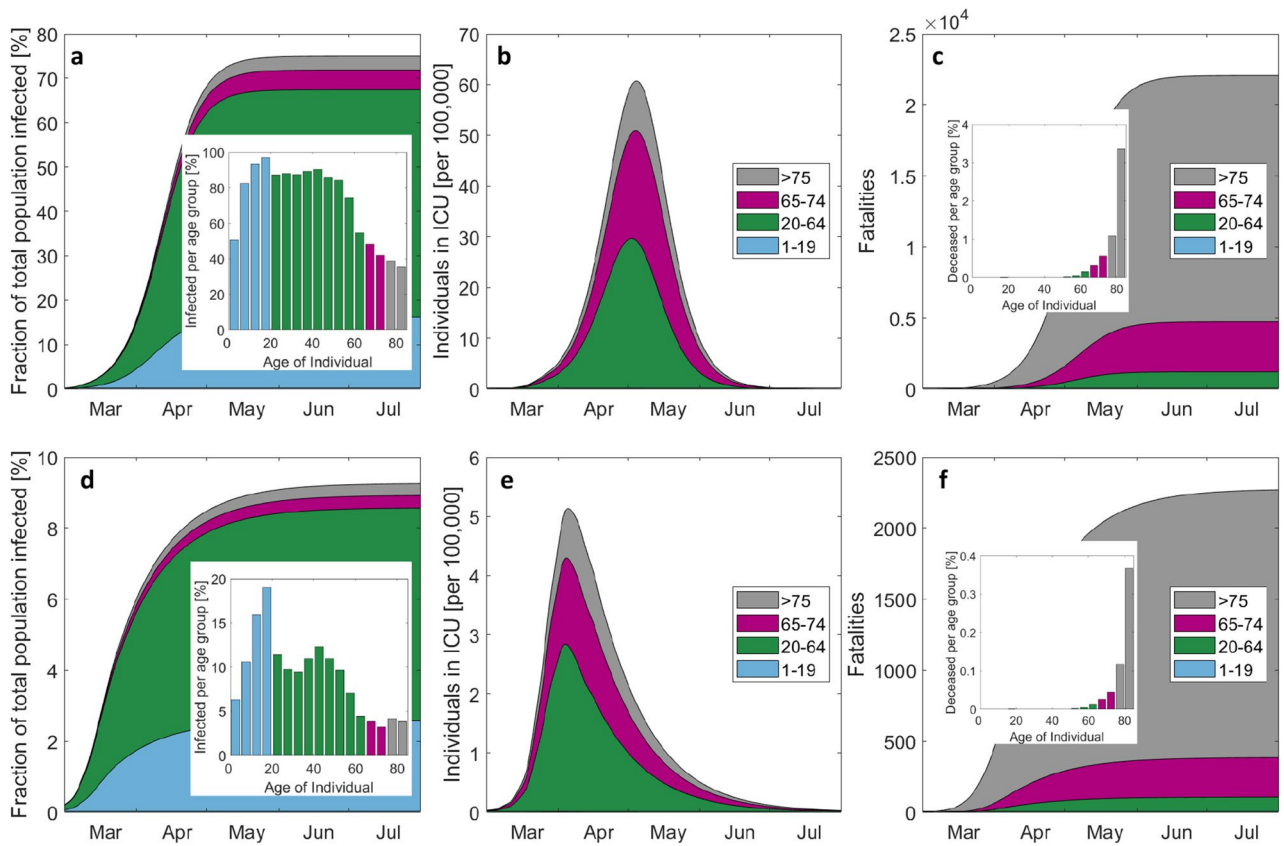 a
Fraction of total population infected [%]
80
70
60
50
40
30
20
10
0
Mar Apr May Jun Jul
Infected per age group [%]
100
80
60
40
20
0
0 20 40 60 80
Age of Individual
b
Individuals in ICU [per 100,000]
70
60
50
40
30
20
10
0
Mar Apr May Jun Jul
>75
65-74
20-64
1-19
c
×10⁴
Fatalities
2.5
2
1.5
1
0.5
0
Mar Apr May Jun Jul
Deceased per age group [%]
4
3
2
1
0
0 20 40 60 80
Age of Individual
>75
65-74
20-64
1-19
d
Fraction of total population infected [%]
10
8
6
4
2
0
Mar Apr May Jun Jul
Infected per age group [%]
20
15
10
5
0
0 20 40 60 80
Age of Individual
e
Individuals in ICU [per 100,000]
6
5
4
3
2
1
0
Mar Apr May Jun Jul
>75
65-74
20-64
1-19
f
Fatalities
2500
2000
1500
1000
500
0
Mar Apr May Jun Jul
Deceased per age group [%]
0.4
0.3
0.2
0.1
0
0 20 40 60 80
Age of Individual
>75
65-74
20-64
1-19